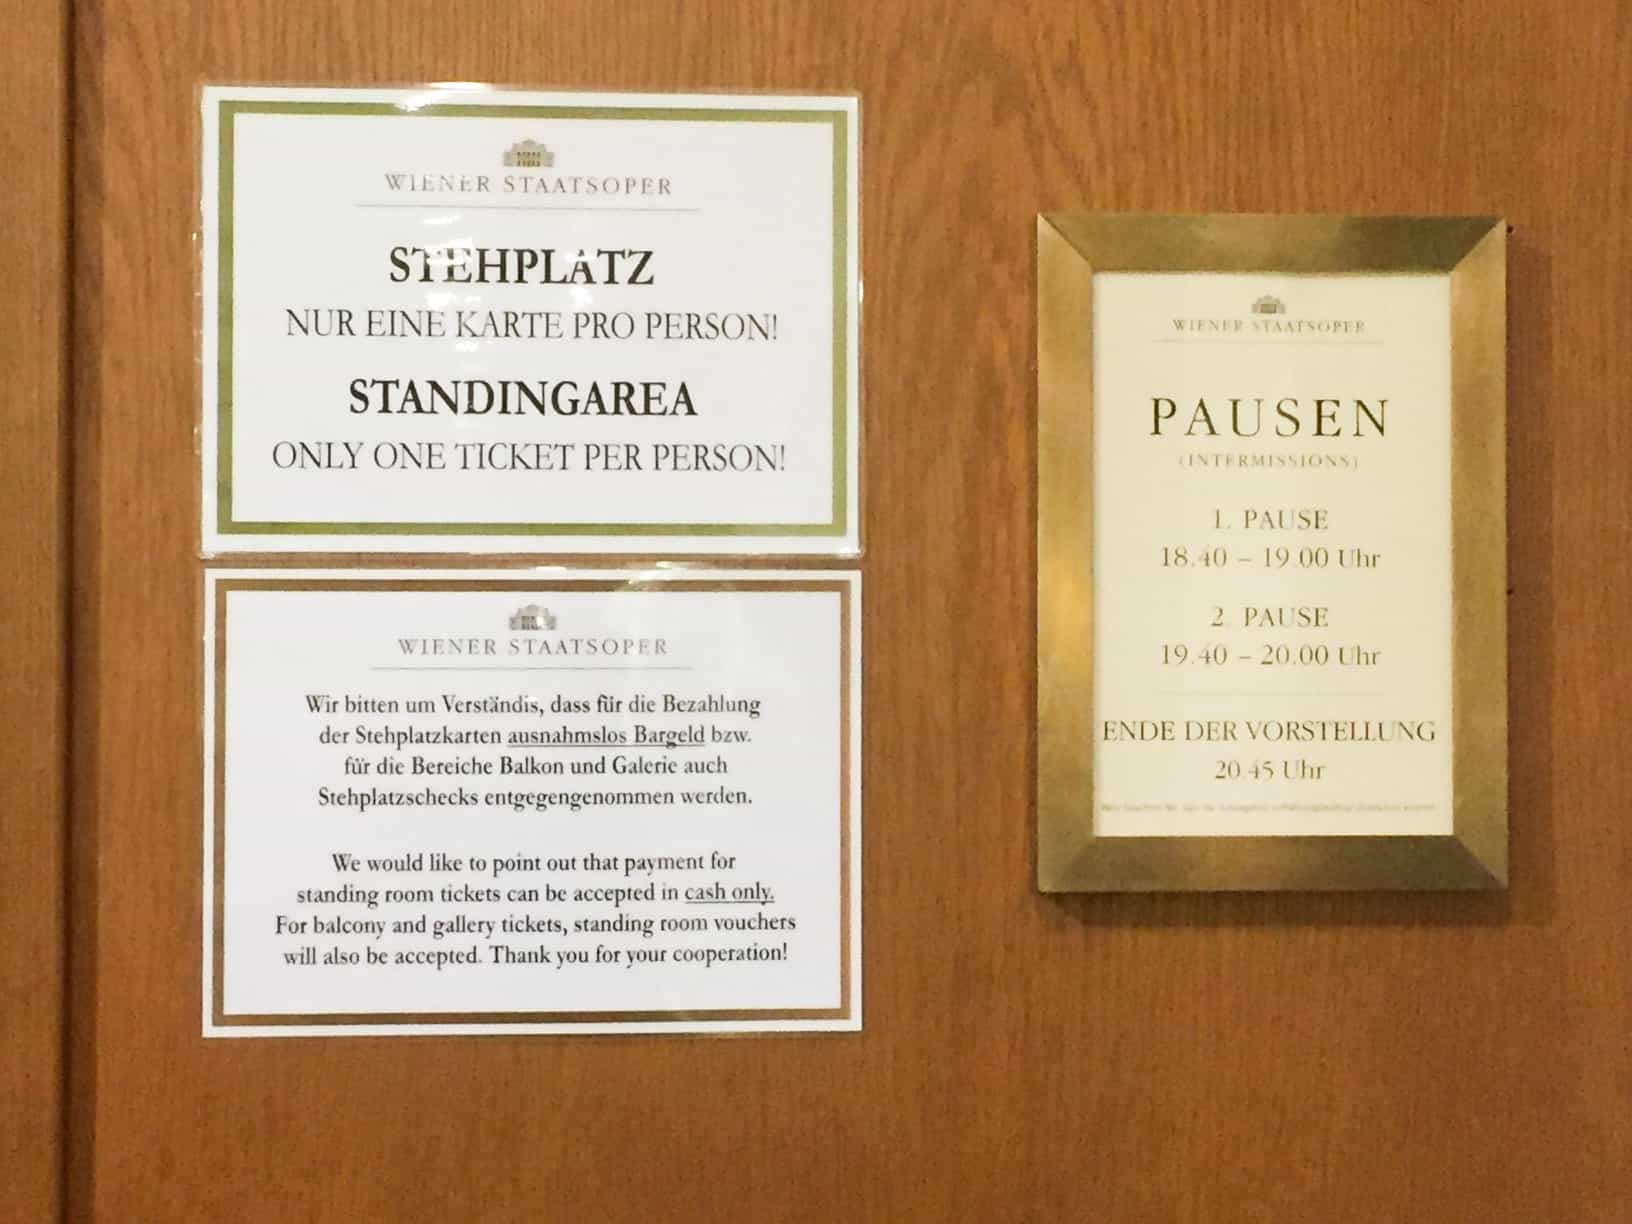 WIENER STAATSOPER
STEHPLATZ
NUR EINE KARTE PRO PERSON!
STANDINGAREA
ONLY ONE TICKET PER PERSON!
WIENER STAATSOPER
Wir bitten um Verständis, dass für die Bezahlung
der Stehplatzkarten ausnahmslos Bargeld bzw.
für die Bereiche Balkon und Galerie auch
Stehplatzschecks entgegengenommen werden.
We would like to point out that payment for
standing room tickets can be accepted in cash only.
For balcony and gallery tickets, standing room vouchers
will also be accepted. Thank you for your cooperation!
WIENER STAATSOPER
PAUSEN
(INTERMISSIONS)
1. PAUSE
18.40 – 19.00 Uhr
2. PAUSE
19.40 – 20.00 Uhr
ENDE DER VORSTELLUNG
20.45 Uhr